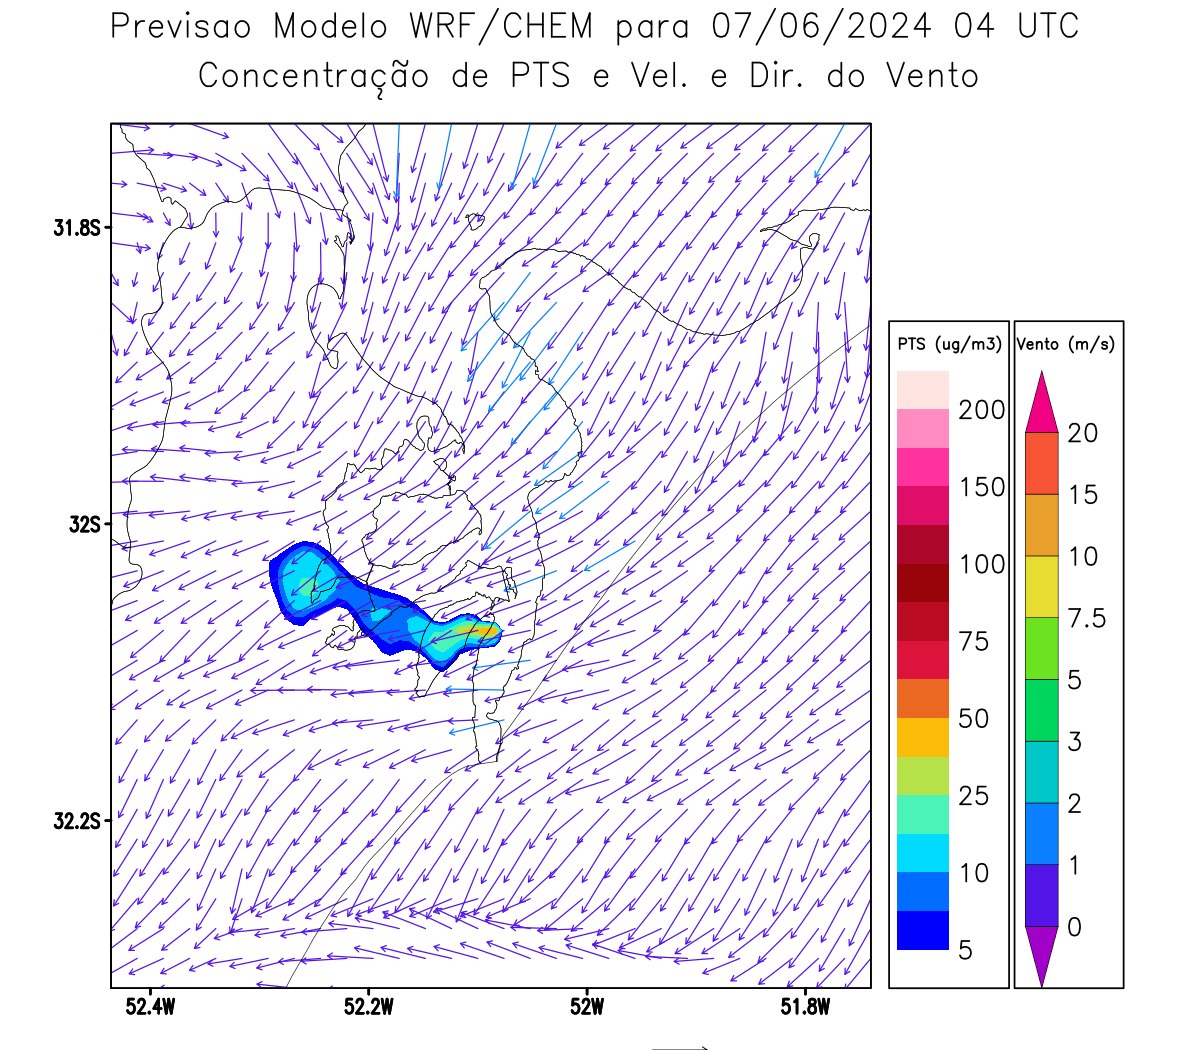 Previsao Modelo WRF/CHEM para 07/06/2024 04 UTC
Concentração de PTS e Vel. e Dir. do Vento
31.8S
32S
32.2S
52.4W 52.2W 52W 51.8W
PTS (ug/m3)
200
150
100
75
50
25
10
5
Vento (m/s)
20
15
10
7.5
5
3
2
1
0